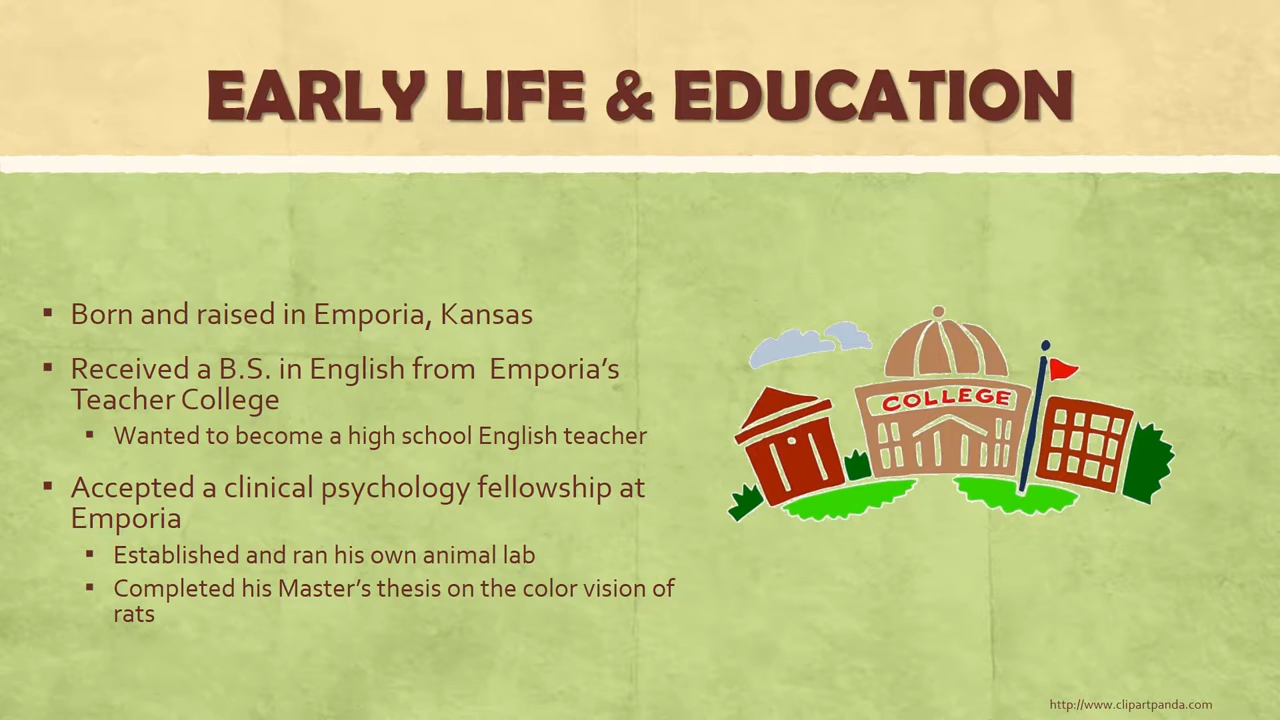 EARLY LIFE & EDUCATION
▪ Born and raised in Emporia, Kansas
▪ Received a B.S. in English from  Emporia’s
Teacher College
▪ Wanted to become a high school English teacher
▪ Accepted a clinical psychology fellowship at
Emporia
▪ Established and ran his own animal lab
▪ Completed his Master’s thesis on the color vision of
rats
COLLEGE
http://www.clipartpanda.com